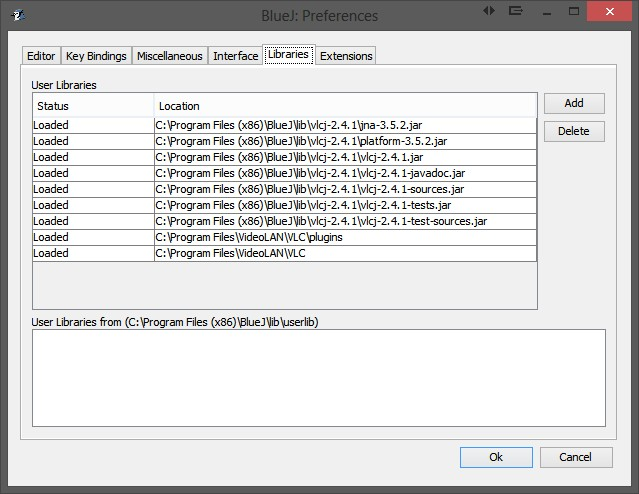 BlueJ: Preferences
Editor Key Bindings Miscellaneous Interface Libraries Extensions
User Libraries
Status Location
Add
Loaded C:\Program Files (x86)\BlueJ\lib\vlcj-2.4.1\jna-3.5.2.jar
Delete
Loaded C:\Program Files (x86)\BlueJ\lib\vlcj-2.4.1\platform-3.5.2.jar
Loaded C:\Program Files (x86)\BlueJ\lib\vlcj-2.4.1\vlcj-2.4.1.jar
Loaded C:\Program Files (x86)\BlueJ\lib\vlcj-2.4.1\vlcj-2.4.1-javadoc.jar
Loaded C:\Program Files (x86)\BlueJ\lib\vlcj-2.4.1\vlcj-2.4.1-sources.jar
Loaded C:\Program Files (x86)\BlueJ\lib\vlcj-2.4.1\vlcj-2.4.1-tests.jar
Loaded C:\Program Files (x86)\BlueJ\lib\vlcj-2.4.1\vlcj-2.4.1-test-sources.jar
Loaded C:\Program Files\VideoLAN\VLC\plugins
Loaded C:\Program Files\VideoLAN\VLC
User Libraries from (C:\Program Files (x86)\BlueJ\lib\userlib)
Ok Cancel